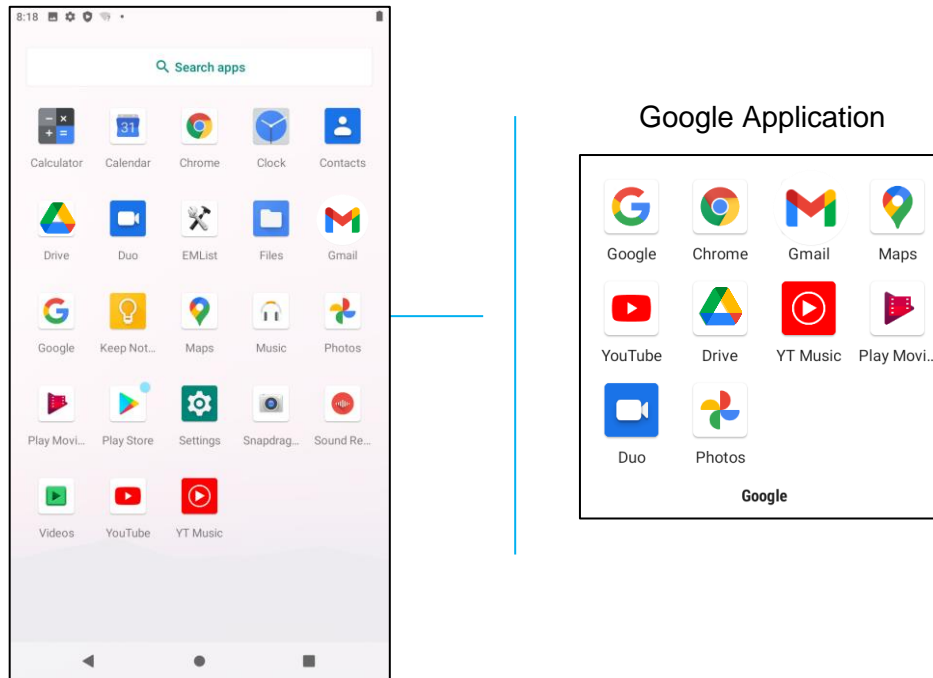 8:18
Search apps
Calculator Calendar Chrome Clock Contacts
31
Drive Duo EMList Files Gmail
Google Keep Not... Maps Music Photos
Play Movi... Play Store Settings Snapdrag... Sound Re...
Videos YouTube YT Music
Google Application
Google Chrome Gmail Maps
YouTube Drive YT Music Play Movi..
Duo Photos
Google